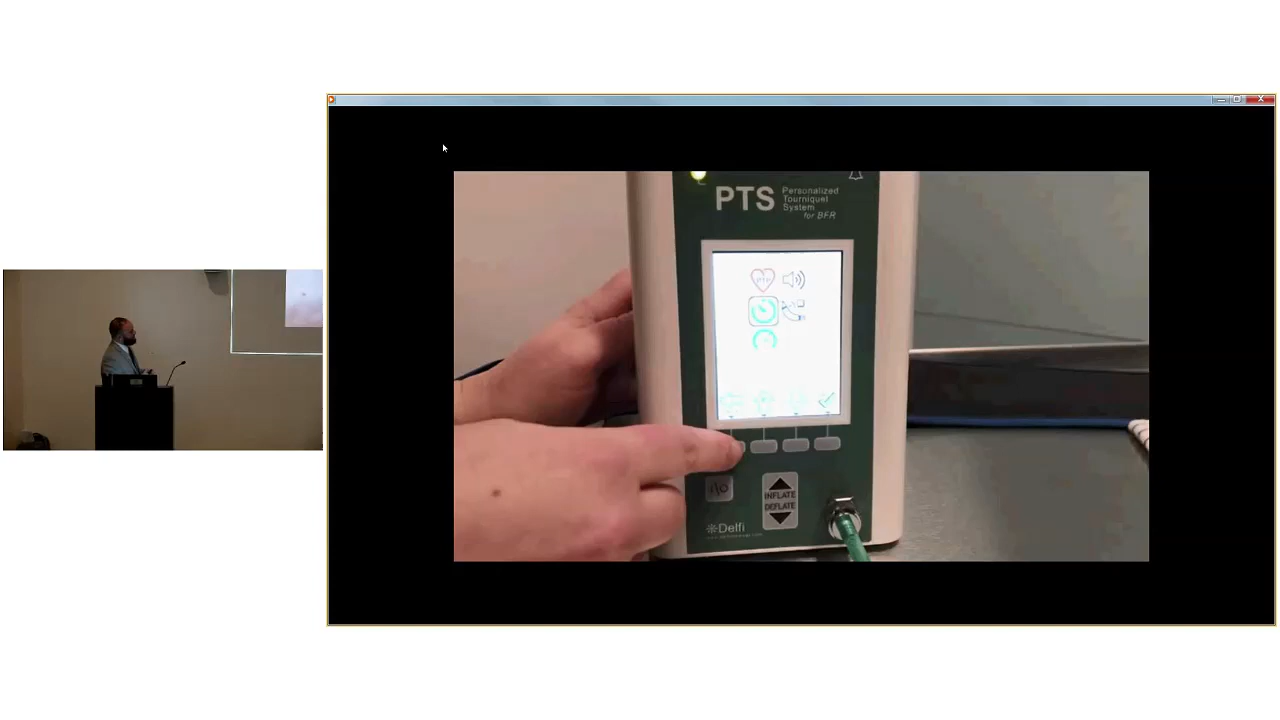 PTS
Personalized
Tourniquet
System
for BFR
I/O
INFLATE
DEFLATE
Delfi